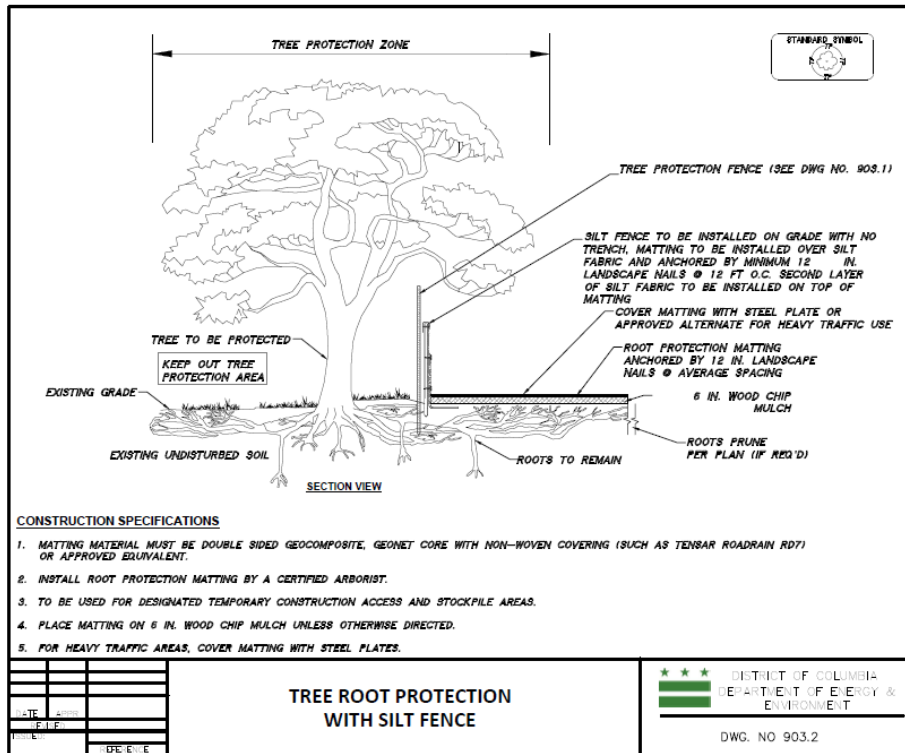 TREE PROTECTION ZONE
STANDARD SYMBOL
TP
TP
TREE PROTECTION FENCE (SEE DWG NO. 903.1)
SILT FENCE TO BE INSTALLED ON GRADE WITH NO
TRENCH, MATTING TO BE INSTALLED OVER SILT
FABRIC AND ANCHORED BY MINIMUM 12 IN.
LANDSCAPE NAILS @ 12 FT O.C. SECOND LAYER
OF SILT FABRIC TO BE INSTALLED ON TOP OF
MATTING
COVER MATTING WITH STEEL PLATE OR
APPROVED ALTERNATE FOR HEAVY TRAFFIC USE
TREE TO BE PROTECTED
ROOT PROTECTION MATTING
ANCHORED BY 12 IN. LANDSCAPE
NAILS @ AVERAGE SPACING
KEEP OUT TREE
PROTECTION AREA
EXISTING GRADE
6 IN. WOOD CHIP
MULCH
ROOTS PRUNE
PER PLAN (IF REQ'D)
EXISTING UNDISTURBED SOIL
ROOTS TO REMAIN
SECTION VIEW
CONSTRUCTION SPECIFICATIONS
1. MATTING MATERIAL MUST BE DOUBLE SIDED GEOCOMPOSITE, GEONET CORE WITH NON-WOVEN COVERING (SUCH AS TENSAR ROADRAIN RD7)
OR APPROVED EQUIVALENT.
2. INSTALL ROOT PROTECTION MATTING BY A CERTIFIED ARBORIST.
3. TO BE USED FOR DESIGNATED TEMPORARY CONSTRUCTION ACCESS AND STOCKPILE AREAS.
4. PLACE MATTING ON 6 IN. WOOD CHIP MULCH UNLESS OTHERWISE DIRECTED.
5. FOR HEAVY TRAFFIC AREAS, COVER MATTING WITH STEEL PLATES.
DATE APPR
REVISED
ISSUED:
REFERENCE
TREE ROOT PROTECTION
WITH SILT FENCE
DISTRICT OF COLUMBIA
DEPARTMENT OF ENERGY &
ENVIRONMENT
DWG. NO 903.2